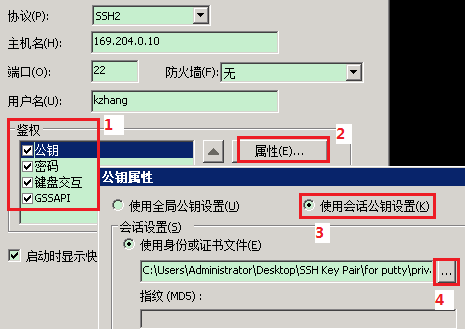 协议(P):
SSH2
主机名(H):
169.204.0.10
端口(O):
22
防火墙(F):
无
用户名(U):
kzhang
鉴权
1
公钥
密码
键盘交互
GSSAPI
2
属性(E)...
启动时显示快
公钥属性
使用全局公钥设置(U)
使用会话公钥设置(K)
3
会话设置(S)
使用身份或证书文件(E)
C:\Users\Administrator\Desktop\SSH Key Pair\for putty\priv
...
4
指纹 (MD5) :